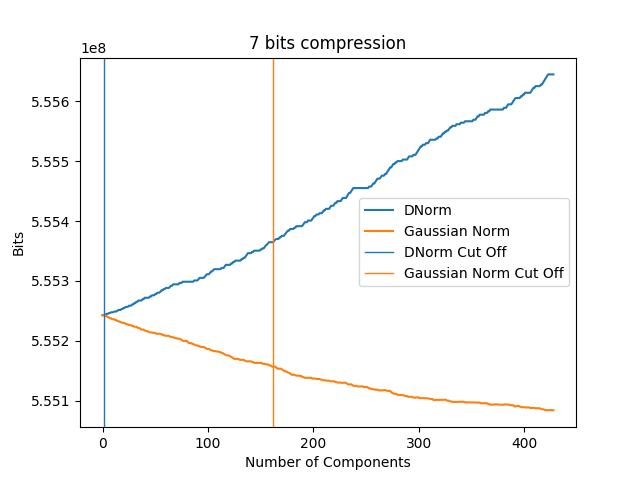 7 bits compression
1e8
5.556
5.555
5.554
5.553
5.552
5.551
Bits
DNorm
Gaussian Norm
DNorm Cut Off
Gaussian Norm Cut Off
0 100 200 300 400
Number of Components